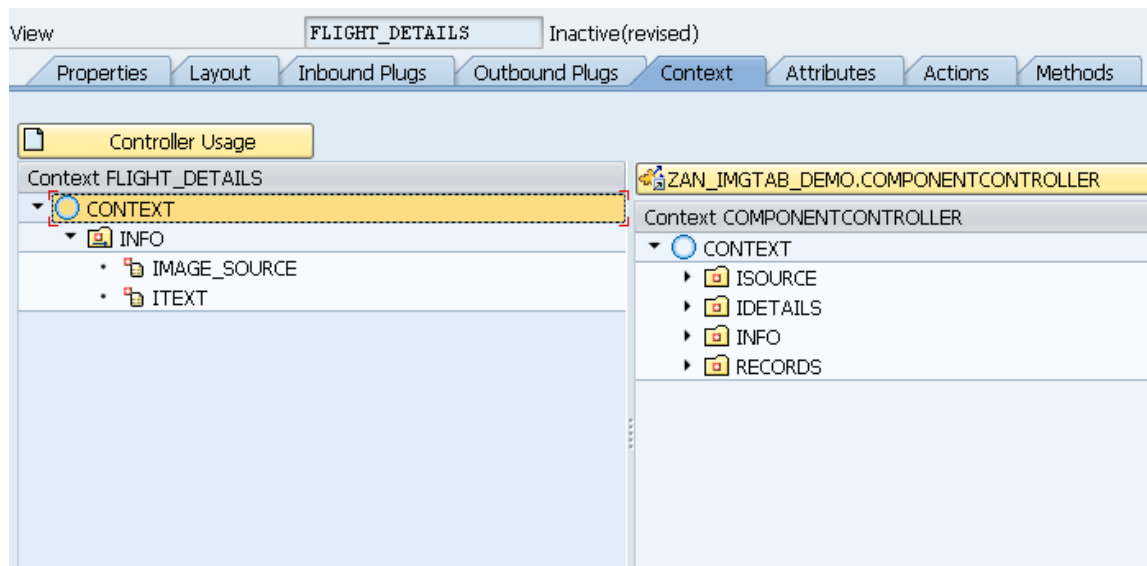 View FLIGHT_DETAILS Inactive(revised)
Properties Layout Inbound Plugs Outbound Plugs Context Attributes Actions Methods
Controller Usage
Context FLIGHT_DETAILS
CONTEXT
INFO
IMAGE_SOURCE
ITEXT
ZAN_IMGTAB_DEMO.COMPONENTCONTROLLER
Context COMPONENTCONTROLLER
CONTEXT
ISOURCE
IDETAILS
INFO
RECORDS